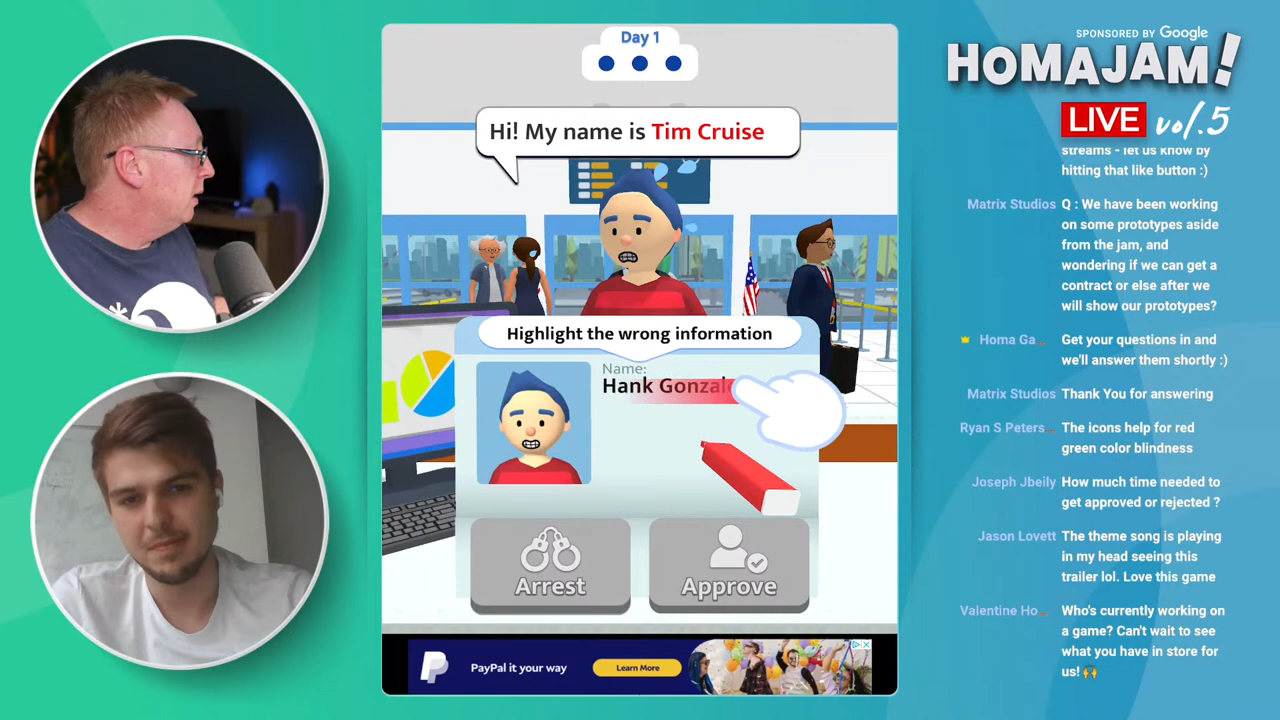 Day 1
Hi! My name is Tim Cruise
Highlight the wrong information
Name:
Hank Gonzal
Arrest
Approve
PayPal it your way
Learn More
SPONSORED BY Google
HOMAJAM!
LIVE vol.5
streams - let us know by
hitting that like button :)
Matrix Studios Q : We have been working
on some prototypes aside
from the jam, and
wondering if we can get a
contract or else after we
will show our prototypes?
Homa Ga... Get your questions in and
we'll answer them shortly :)
Matrix Studios Thank You for answering
Ryan S Peters... The icons help for red
green color blindness
Joseph Jbeily How much time needed to
get approved or rejected ?
Jason Lovett The theme song is playing
in my head seeing this
trailer lol. Love this game
Valentine Ho... Who's currently working on
a game? Can't wait to see
what you have in store for
us! 🙌